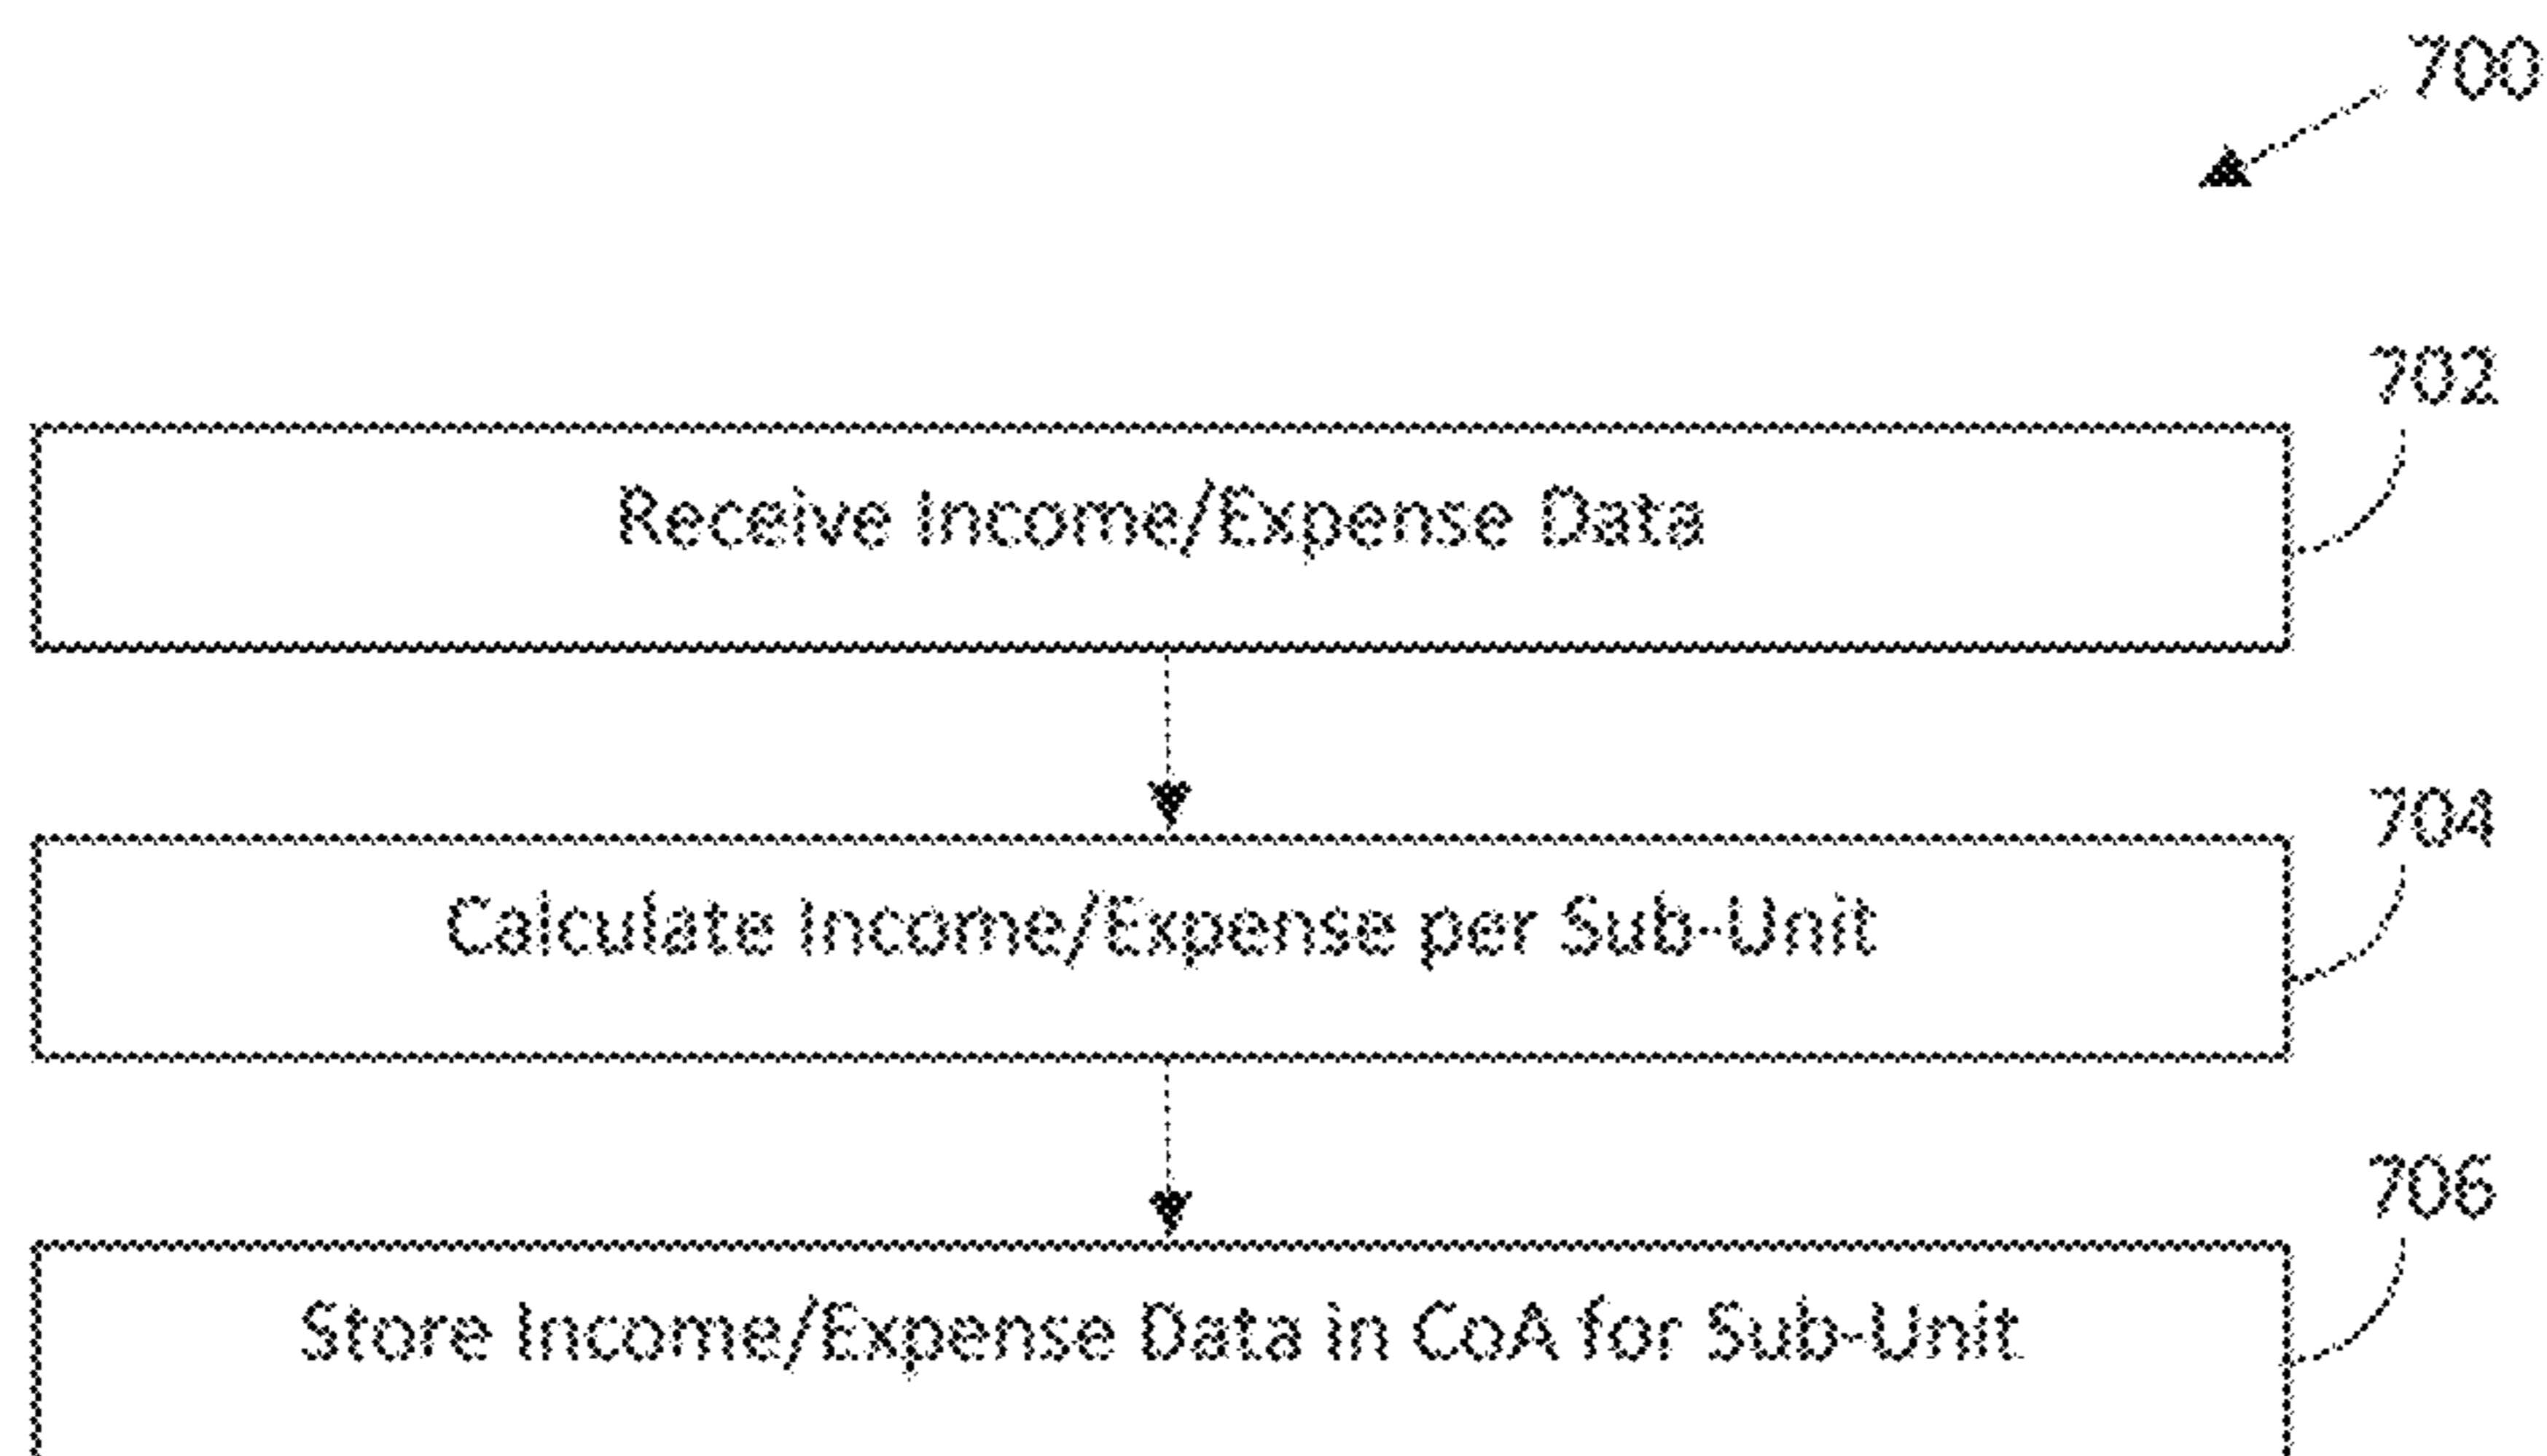 700
702
Receive Income/Expense Data
704
Calculate Income/Expense per Sub-Unit
706
Store Income/Expense Data in CoA for Sub-Unit